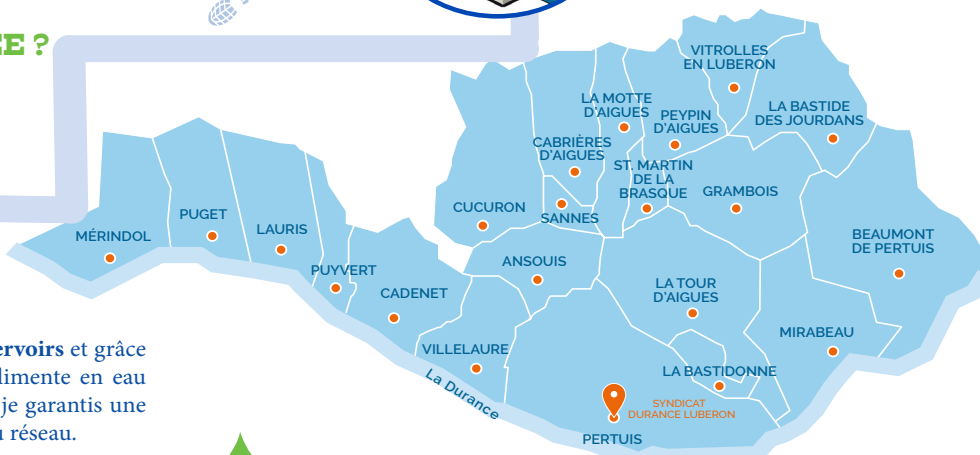 E ?
VITROLLES
EN LUBERON
LA MOTTE
D'AIGUES
PEYPIN
D'AIGUES
LA BASTIDE
DES JOURDANS
CABRIÈRES
D'AIGUES
ST. MARTIN
DE LA
BRASQUE
GRAMBOIS
CUCURON
SANNES
PUGET
LAURIS
MÉRINDOL
BEAUMONT
DE PERTUIS
ANSOUIS
PUYVERT
CADENET
LA TOUR
D'AIGUES
MIRABEAU
VILLELAURE
LA BASTIDONNE
La Durance
SYNDICAT
DURANCE LUBERON
PERTUIS
ervoirs et grâce
limente en eau
je garantis une
u réseau.